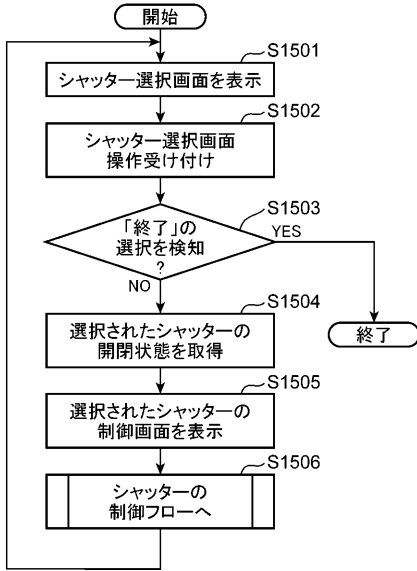 開始
S1501
シャッター選択画面を表示
S1502
シャッター選択画面
操作受け付け
S1503
「終了」の
選択を検知
?
YES
NO
終了
S1504
選択されたシャッターの
開閉状態を取得
S1505
選択されたシャッターの
制御画面を表示
S1506
シャッターの
制御フローへ